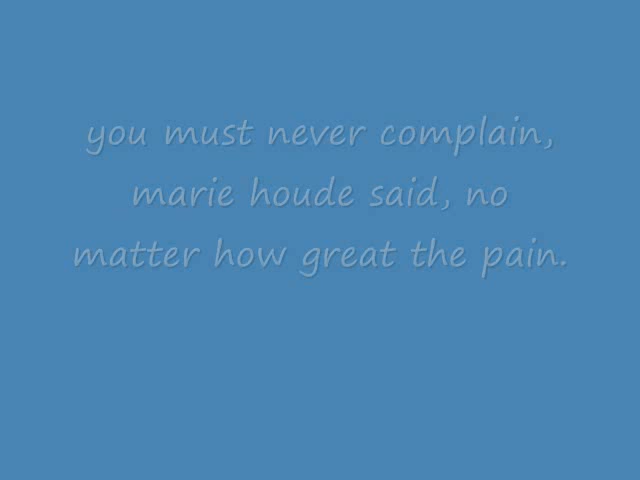 you must never complain,
marie houde said, no
matter how great the pain.